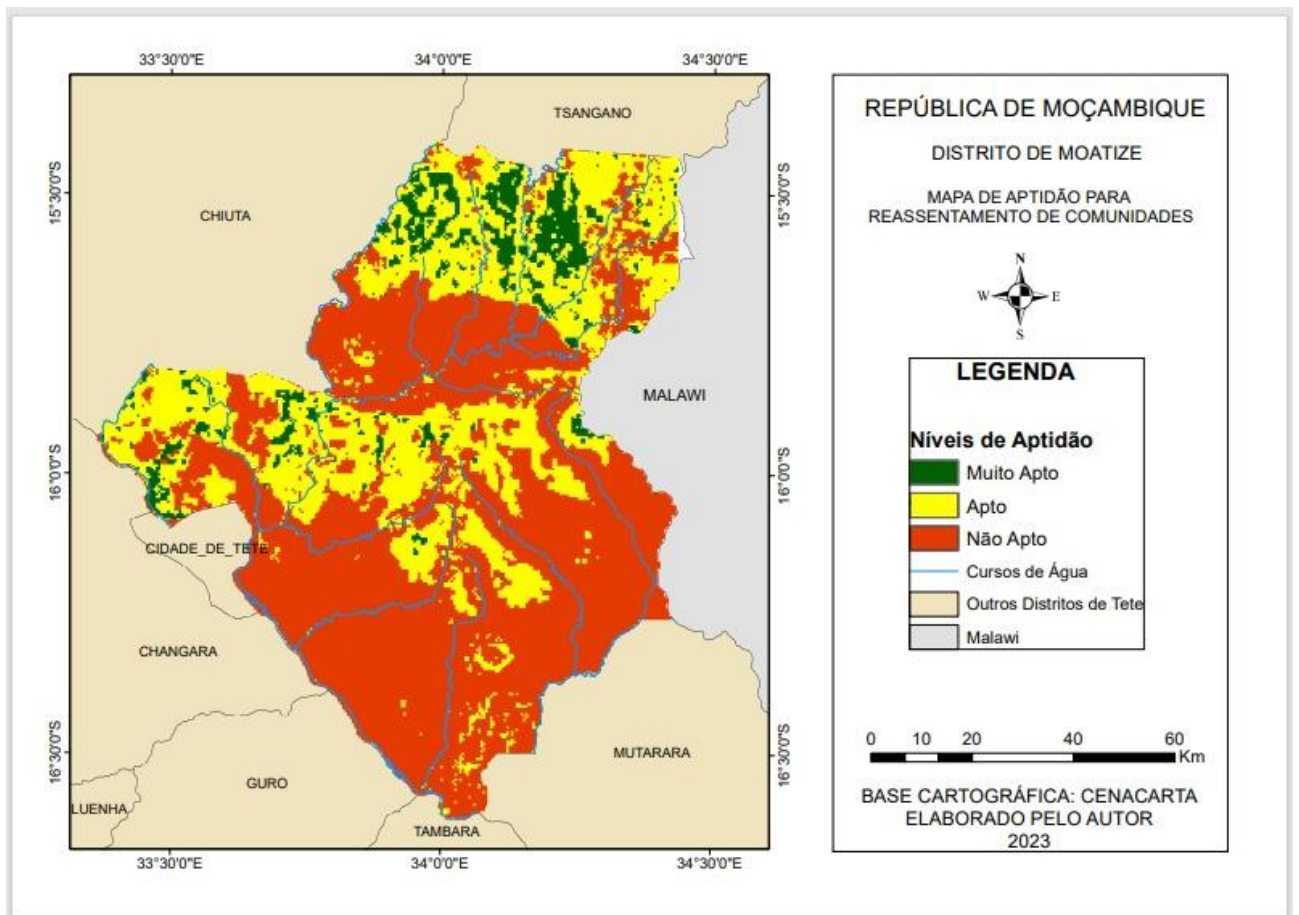 33°30'0"E
34°0'0"E
34°30'0"E
15°30'0"S
16°0'0"S
16°30'0"S
TSANGANO
CHIUTA
MALAWI
CIDADE_DE_TETE
CHANGARA
GURO
LUENHA
TAMBARA
MUTARARA
15°30'0"S
16°0'0"S
16°30'0"S
33°30'0"E
34°0'0"E
34°30'0"E
REPÚBLICA DE MOÇAMBIQUE
DISTRITO DE MOATIZE
MAPA DE APTIDÃO PARA
REASSENTAMENTO DE COMUNIDADES
N
W
E
S
LEGENDA
Níveis de Aptidão
Muito Apto
Apto
Não Apto
Cursos de Água
Outros Distritos de Tete
Malawi
0 10 20 40 60
Km
BASE CARTOGRÁFICA: CENACARTA
ELABORADO PELO AUTOR
2023